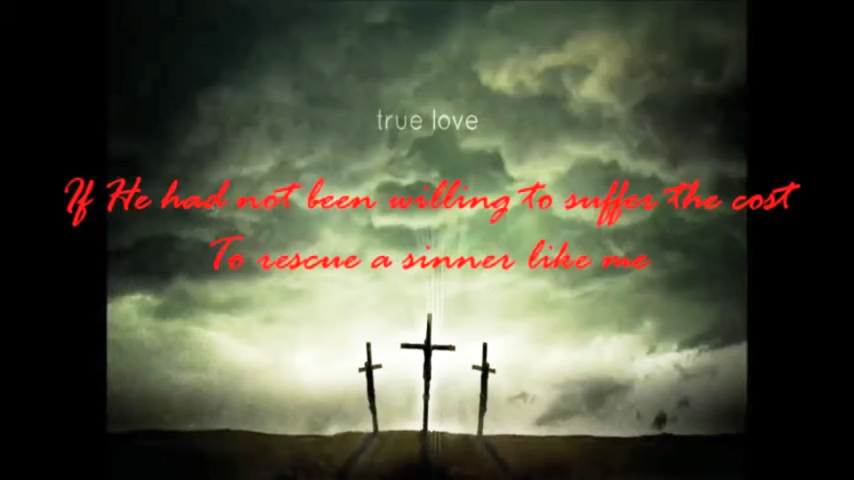 true love
If He had not been willing to suffer the cost
To rescue a sinner like me